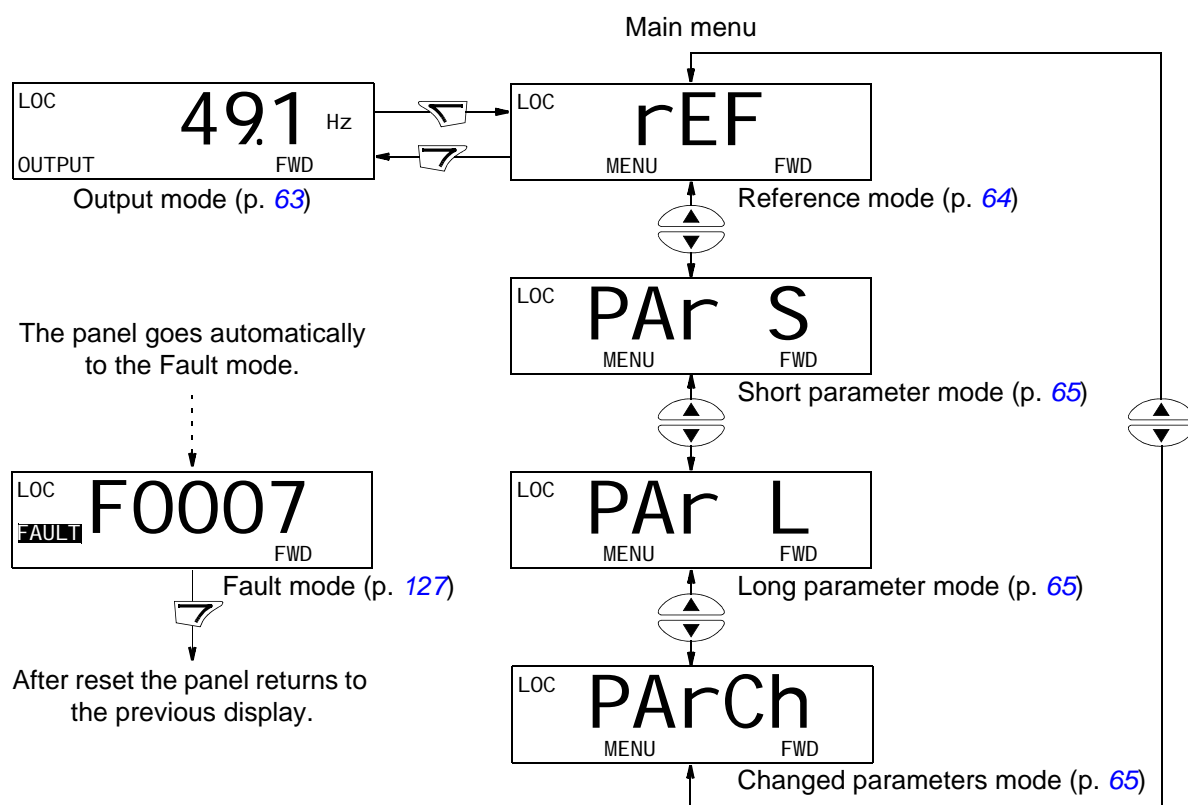 Main menu
LOC
49.1 Hz
OUTPUT FWD
Output mode (p. 63)
LOC
rEF
MENU FWD
Reference mode (p. 64)
LOC
PAr S
MENU FWD
Short parameter mode (p. 65)
The panel goes automatically
to the Fault mode.
LOC
F0007
FAULT
FWD
Fault mode (p. 127)
After reset the panel returns to
the previous display.
LOC
PAr L
MENU FWD
Long parameter mode (p. 65)
LOC
PArCh
MENU FWD
Changed parameters mode (p. 65)